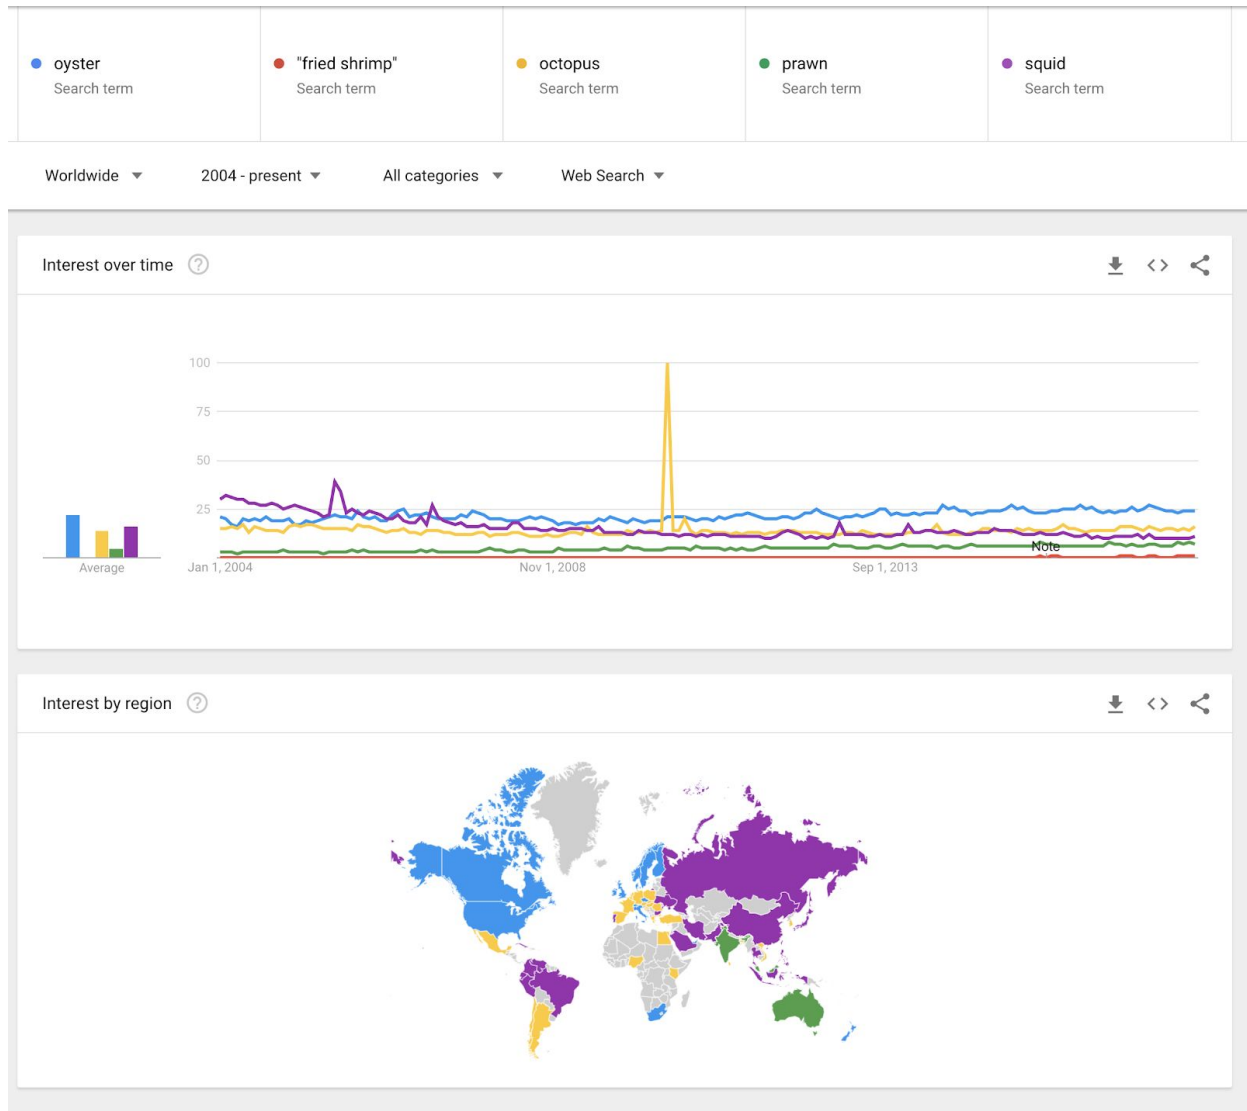 oyster
Search term
"fried shrimp"
Search term
octopus
Search term
prawn
Search term
squid
Search term
Worldwide
2004 - present
All categories
Web Search
Interest over time
100
75
50
25
Note
Average
Jan 1, 2004
Nov 1, 2008
Sep 1, 2013
Interest by region